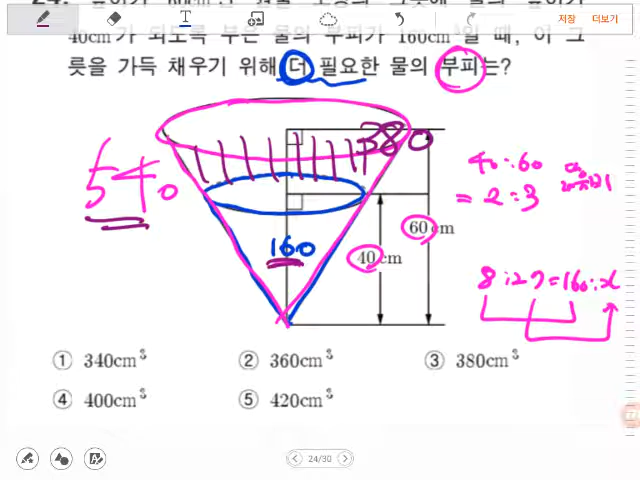 저장 더보기
40cm가 되도록 부은 물의 부피가 160cm³일 때, 이 그
릇을 가득 채우기 위해 더 필요한 물의 부피는?
380
540
40:60
= 2:3
160
60cm
40cm
8:27=160:x
① 340cm³ ② 360cm³ ③ 380cm³
④ 400cm³ ⑤ 420cm³
24/30